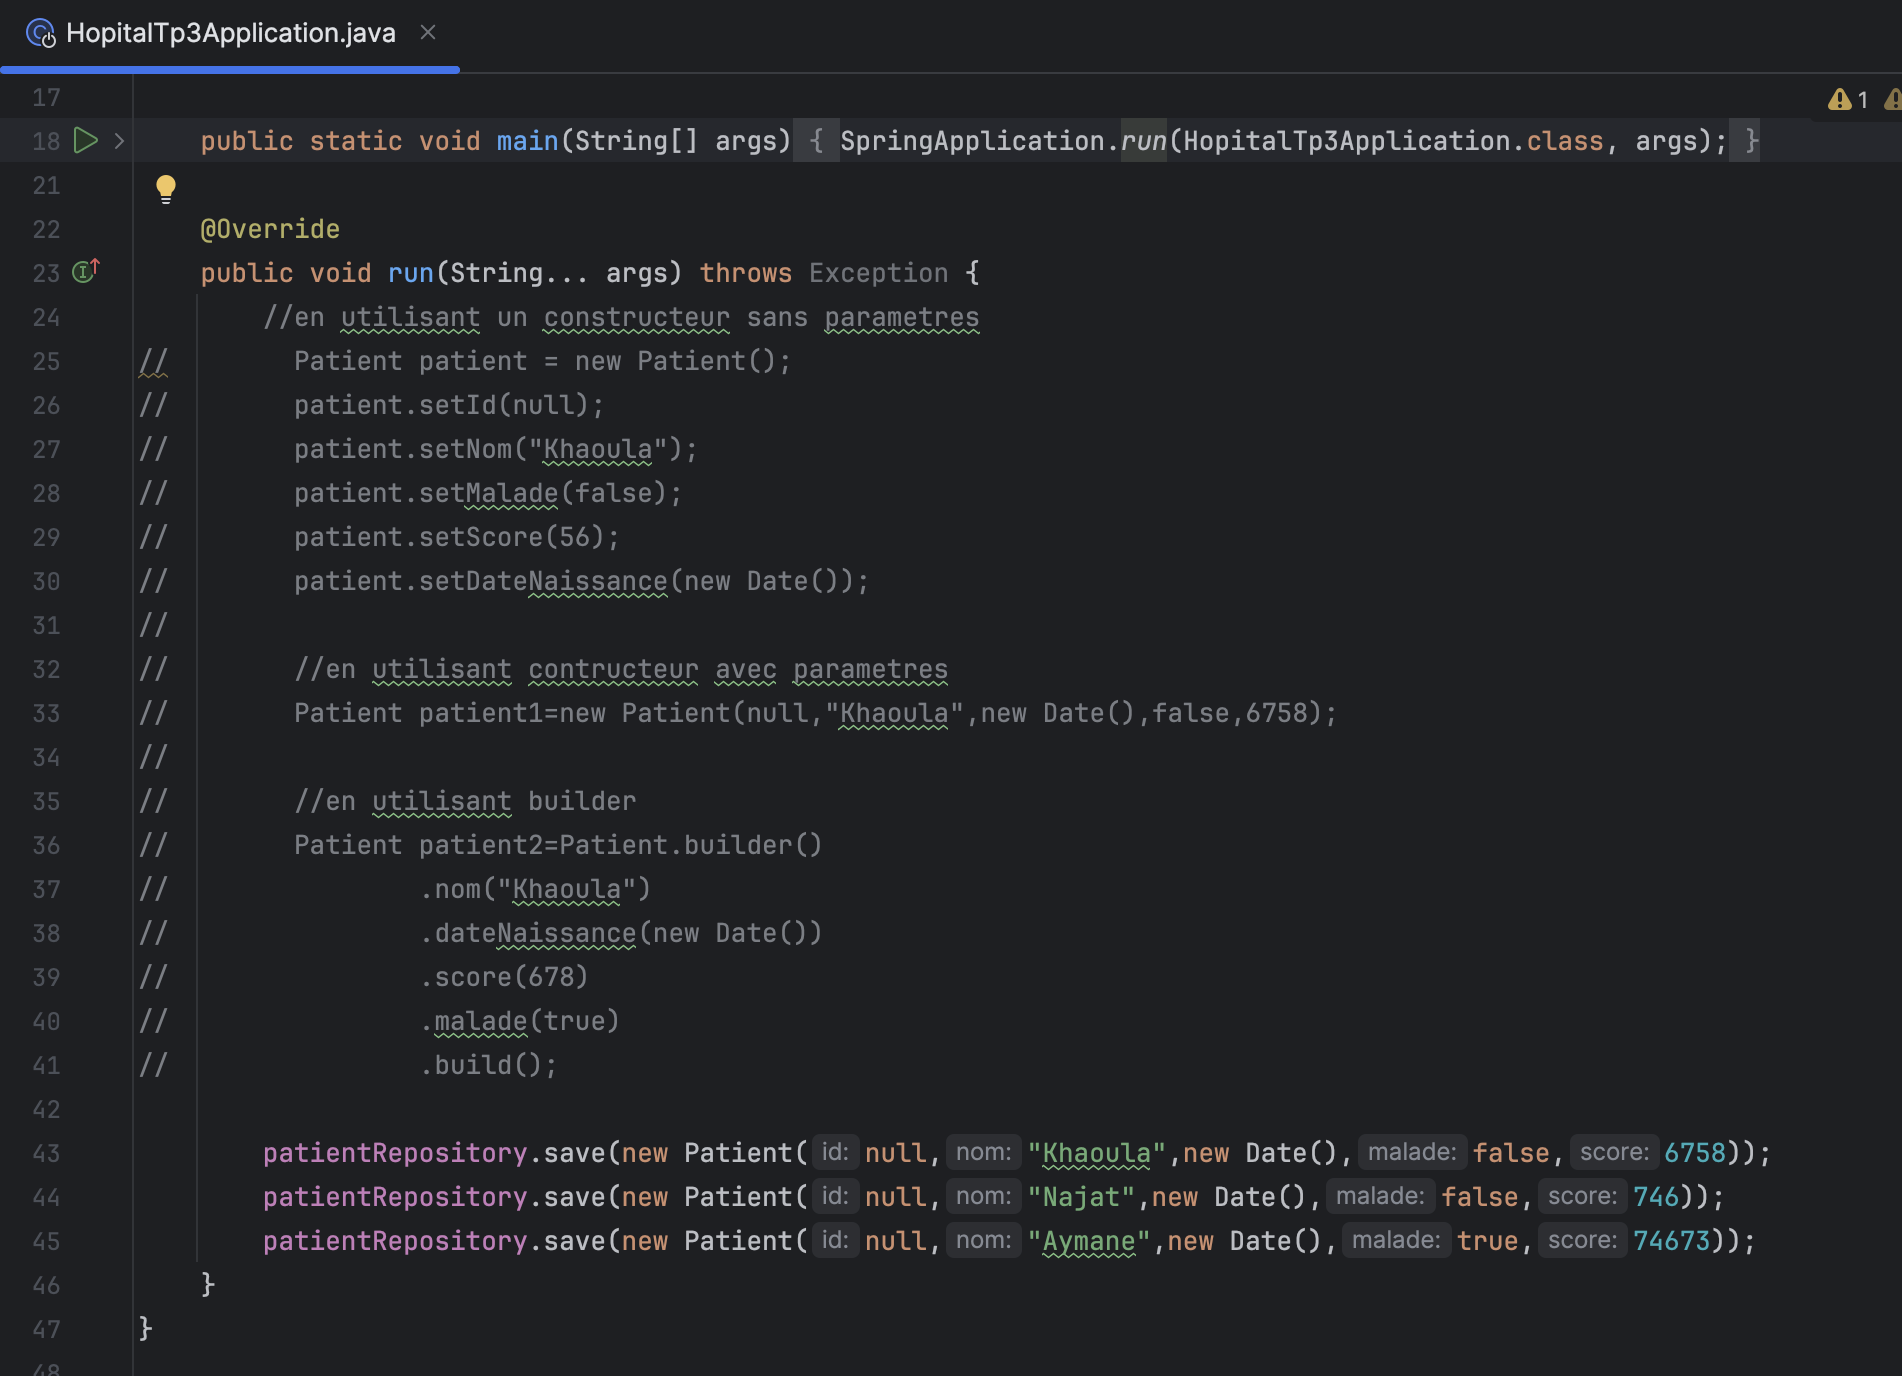 HopitalTp3Application.java
17
1
18 public static void main(String[] args) { SpringApplication.run(HopitalTp3Application.class, args); }
21
22 @Override
23 public void run(String... args) throws Exception {
24 //en utilisant un constructeur sans parametres
25 // Patient patient = new Patient();
26 // patient.setId(null);
27 // patient.setNom("Khaoula");
28 // patient.setMalade(false);
29 // patient.setScore(56);
30 // patient.setDateNaissance(new Date());
31 //
32 // //en utilisant contructeur avec parametres
33 // Patient patient1=new Patient(null,"Khaoula",new Date(),false,6758);
34 //
35 // //en utilisant builder
36 // Patient patient2=Patient.builder()
37 // .nom("Khaoula")
38 // .dateNaissance(new Date())
39 // .score(678)
40 // .malade(true)
41 // .build();
42
43 patientRepository.save(new Patient( id: null, nom: "Khaoula",new Date(), malade: false, score: 6758));
44 patientRepository.save(new Patient( id: null, nom: "Najat",new Date(), malade: false, score: 746));
45 patientRepository.save(new Patient( id: null, nom: "Aymane",new Date(), malade: true, score: 74673));
46 }
47 }
48